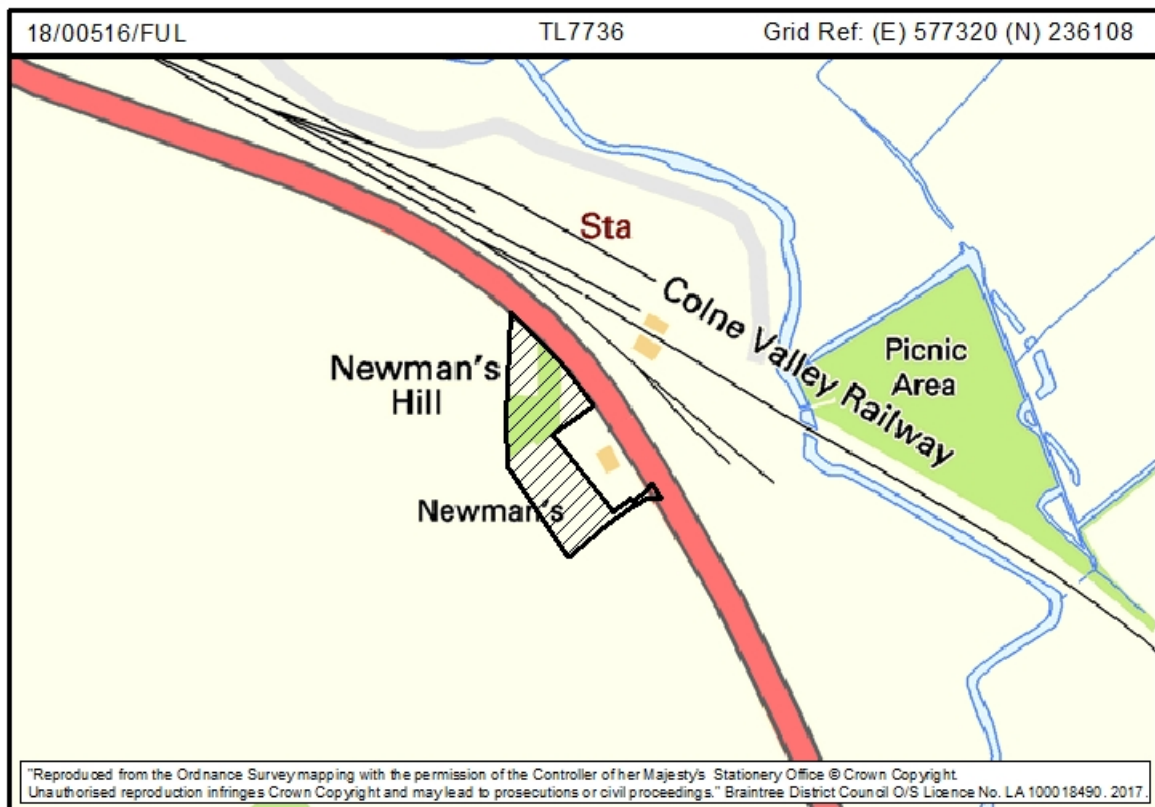 18/00516/FUL TL7736 Grid Ref: (E) 577320 (N) 236108
Sta
Colne Valley Railway
Picnic
Area
Newman's
Hill
Newman's
"Reproduced from the Ordnance Survey mapping with the permission of the Controller of her Majesty's Stationery Office © Crown Copyright.
Unauthorised reproduction infringes Crown Copyright and may lead to prosecutions or civil proceedings." Braintree District Council O/S Licence No. LA 100018490. 2017.